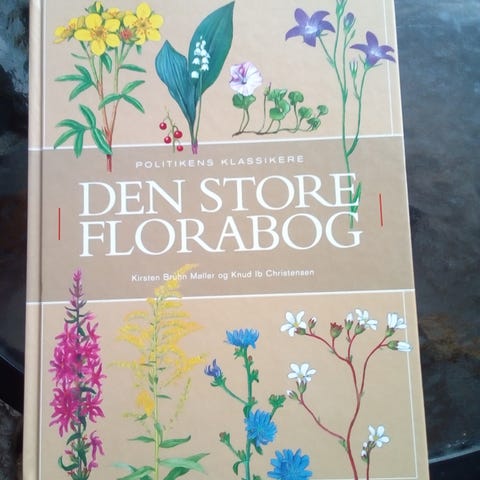 POLITIKENS KLASSIKERE
DEN STORE
FLORABOG
Kirsten Bruhn Møller og Knud Ib Christensen